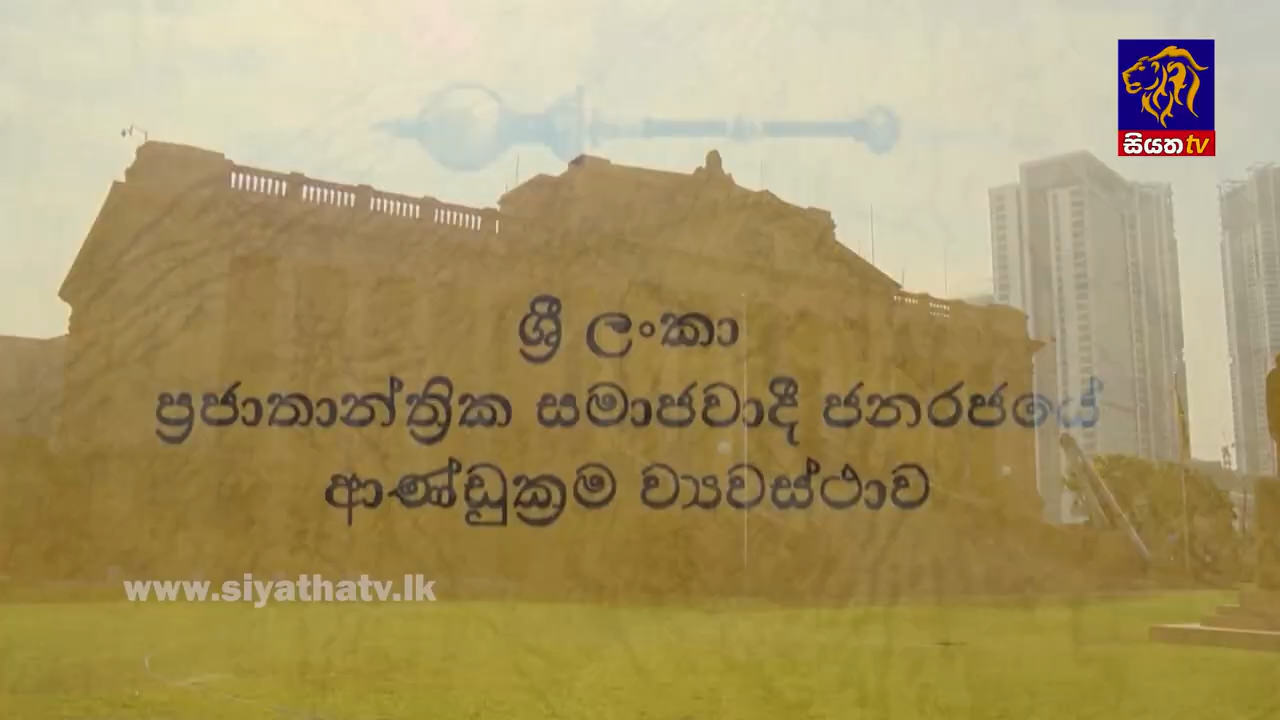 සියත tv
ශ්‍රී ලංකා
ප්‍රජාතාන්ත්‍රික සමාජවාදී ජනරජයේ
ආණ්ඩුක්‍රම ව්‍යවස්ථාව
www.siyathatv.lk